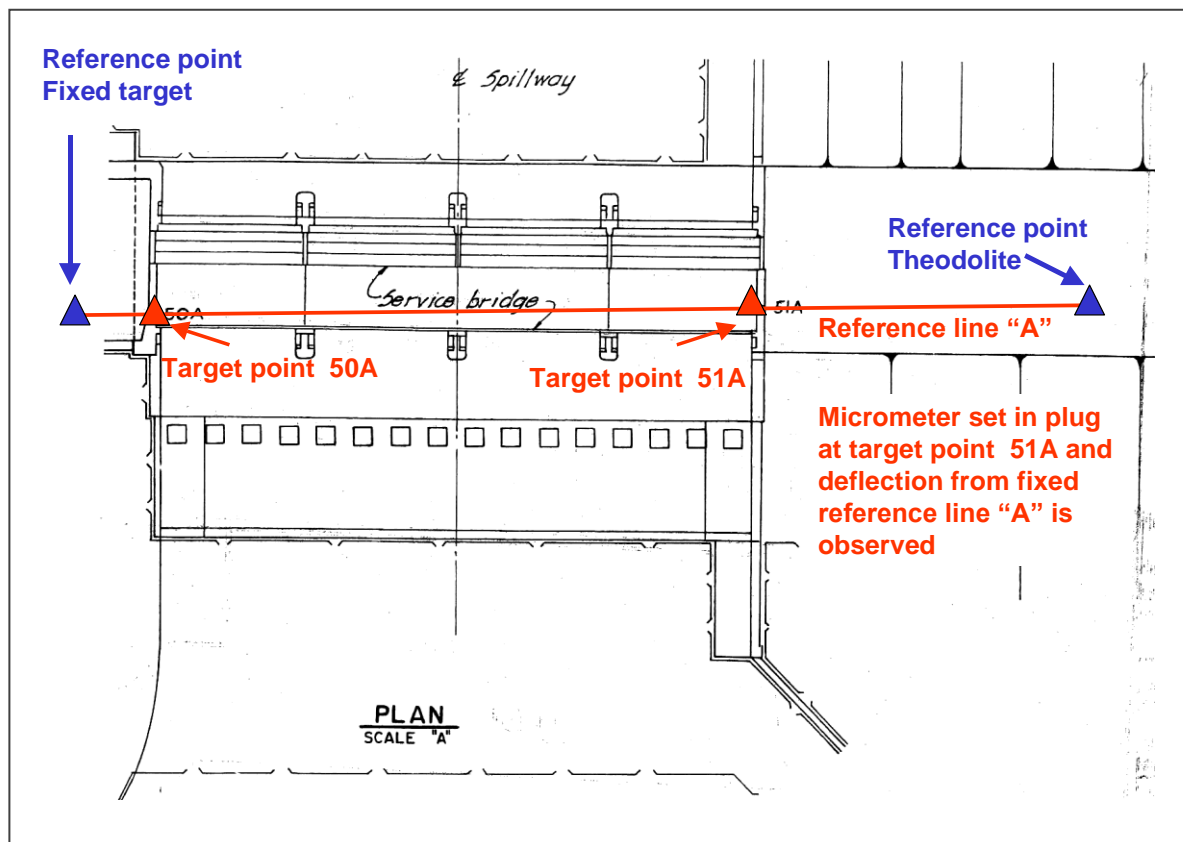 Reference point
Fixed target
℄ Spillway
Reference point
Theodolite
Service bridge
50A
51A
Reference line “A”
Target point 50A
Target point 51A
Micrometer set in plug
at target point 51A and
deflection from fixed
reference line “A” is
observed
PLAN
SCALE "A"